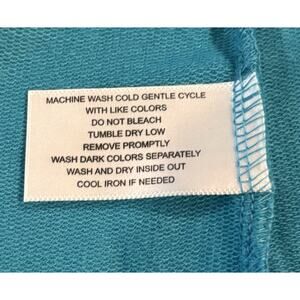 MACHINE WASH COLD GENTLE CYCLE
WITH LIKE COLORS
DO NOT BLEACH
TUMBLE DRY LOW
REMOVE PROMPTLY
WASH DARK COLORS SEPARATELY
WASH AND DRY INSIDE OUT
COOL IRON IF NEEDED